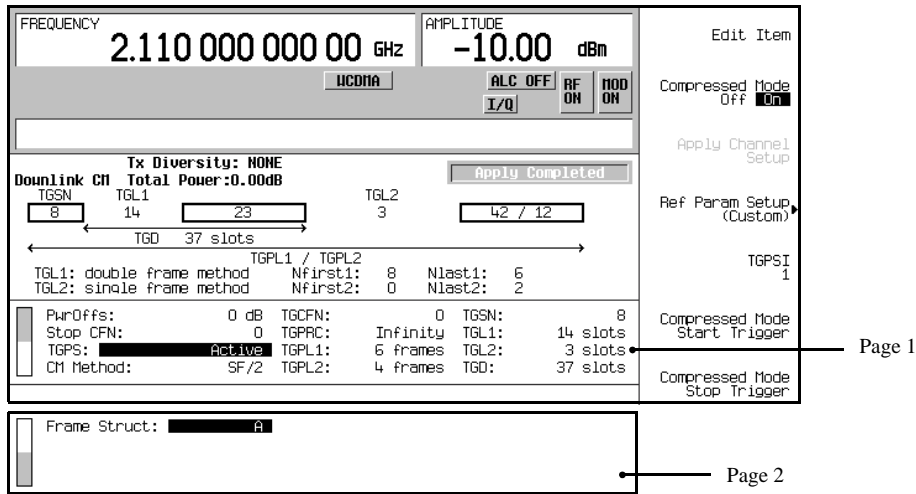 FREQUENCY
2.110 000 000 00 GHz
AMPLITUDE
-10.00 dBm
WCDMA
ALC OFF
I/Q
RF ON
MOD ON
Tx Diversity: NONE
Downlink CM Total Power:0.00dB
Apply Completed
TGSN TGL1 TGL2
8 14 23 3 42 / 12
TGD 37 slots
TGPL1 / TGPL2
TGL1: double frame method Nfirst1: 8 Nlast1: 6
TGL2: single frame method Nfirst2: 0 Nlast2: 2
PwrOffs: 0 dB TGCFN: 0 TGSN: 8
Stop CFN: 0 TGPRC: Infinity TGL1: 14 slots
TGPS: Active TGPL1: 6 frames TGL2: 3 slots
CM Method: SF/2 TGPL2: 4 frames TGD: 37 slots
Edit Item
Compressed Mode
Off On
Apply Channel
Setup
Ref Param Setup
(Custom)
TGPSI
1
Compressed Mode
Start Trigger
Compressed Mode
Stop Trigger
Page 1
Frame Struct: A
Page 2